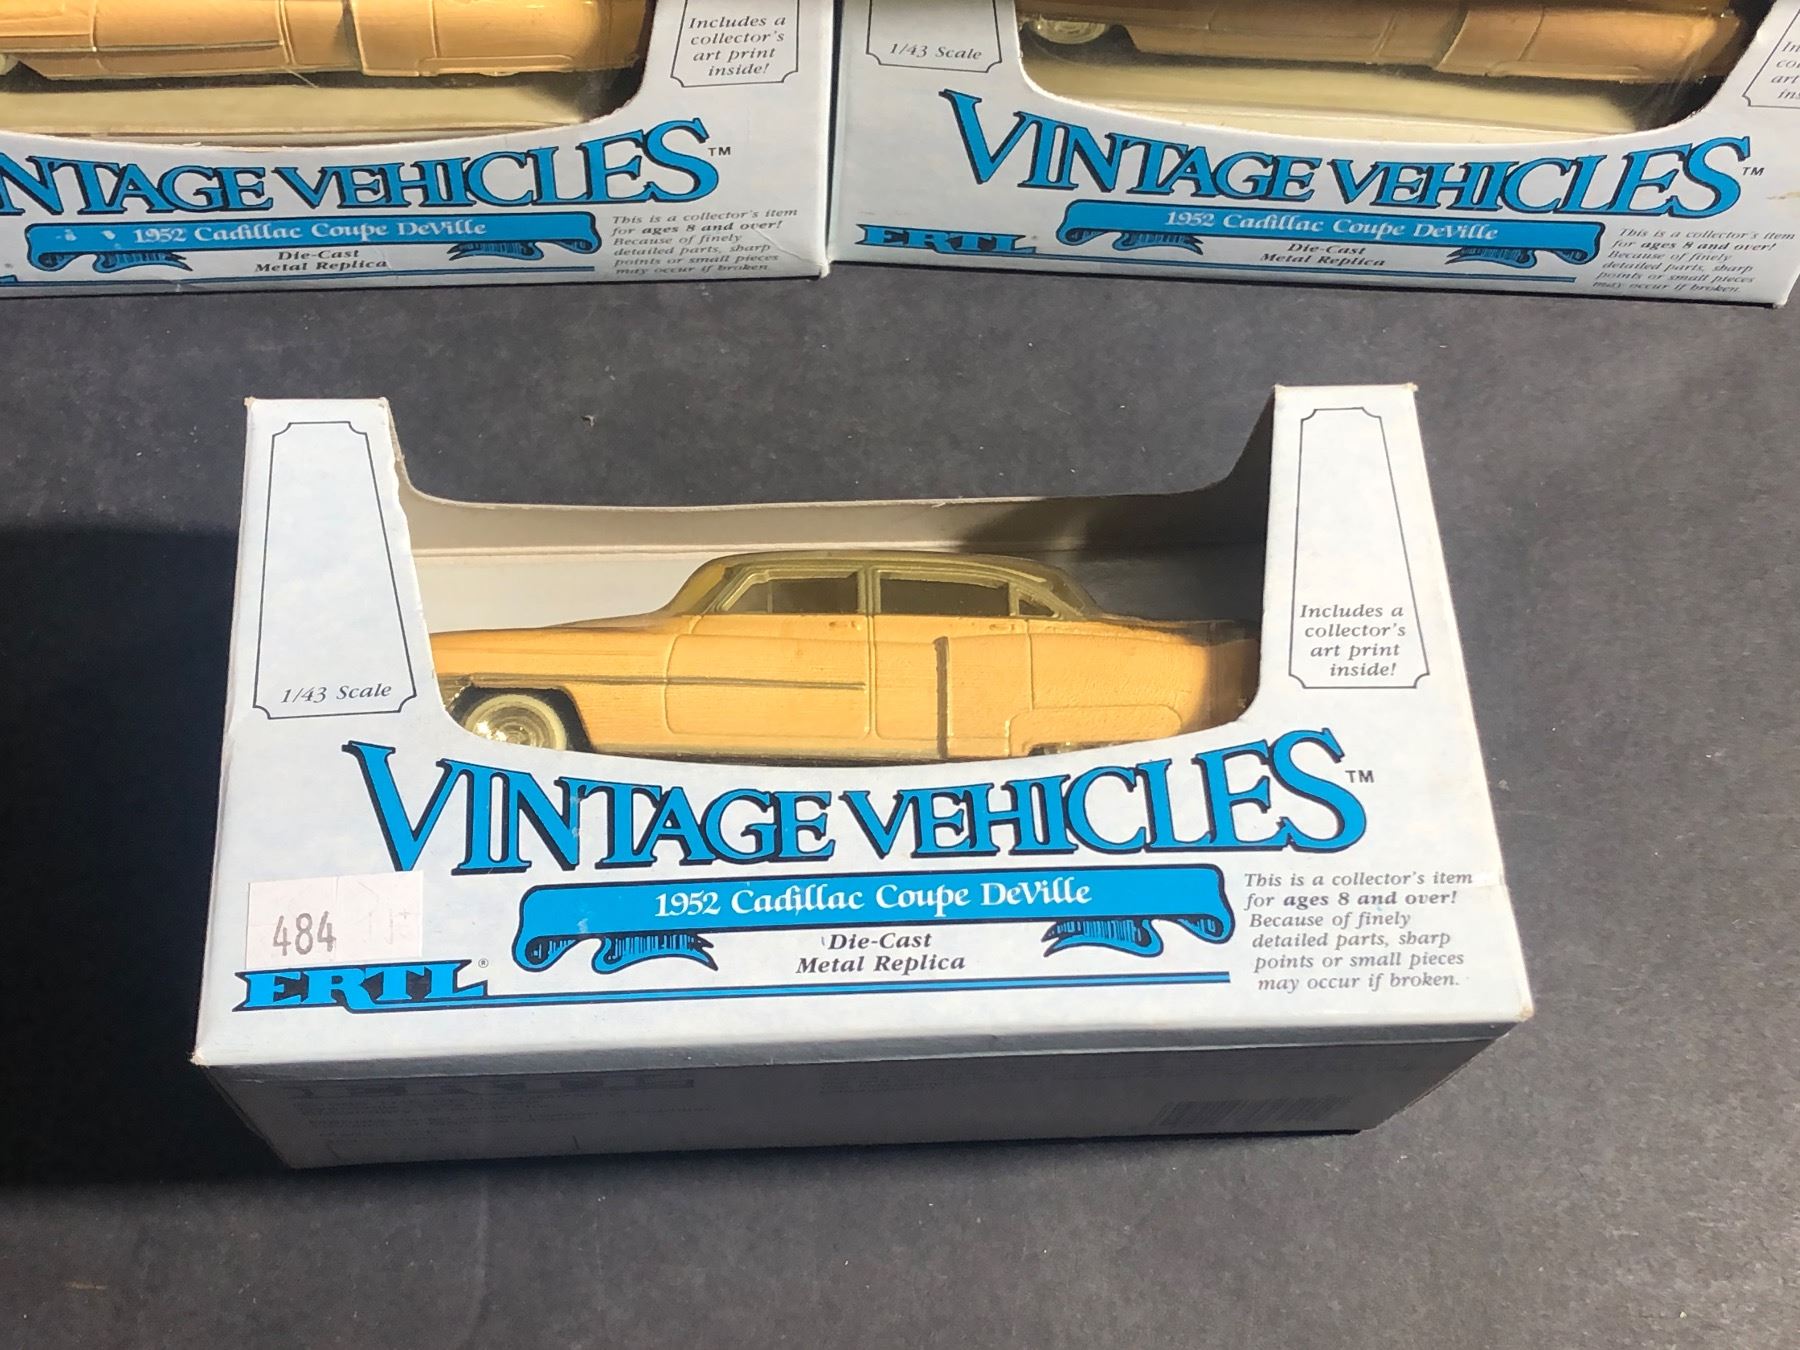 Includes a
collector's
art print
inside!
NTAGE VEHICLES™
1952 Cadillac Coupe DeVille
Die-Cast
Metal Replica
This is a collector's item
for ages 8 and over!
Because of finely
detailed parts, sharp
points or small pieces
may occur if broken.
1/43 Scale
VINTAGE VEHICLES™
1952 Cadillac Coupe DeVille
ERTL
Die-Cast
Metal Replica
This is a collector's item
for ages 8 and over!
Because of finely
detailed parts, sharp
points or small pieces
may occur if broken.
1/43 Scale
Includes a
collector's
art print
inside!
VINTAGE VEHICLES™
1952 Cadillac Coupe DeVille
Die-Cast
Metal Replica
484
ERTL®
This is a collector's item
for ages 8 and over!
Because of finely
detailed parts, sharp
points or small pieces
may occur if broken.